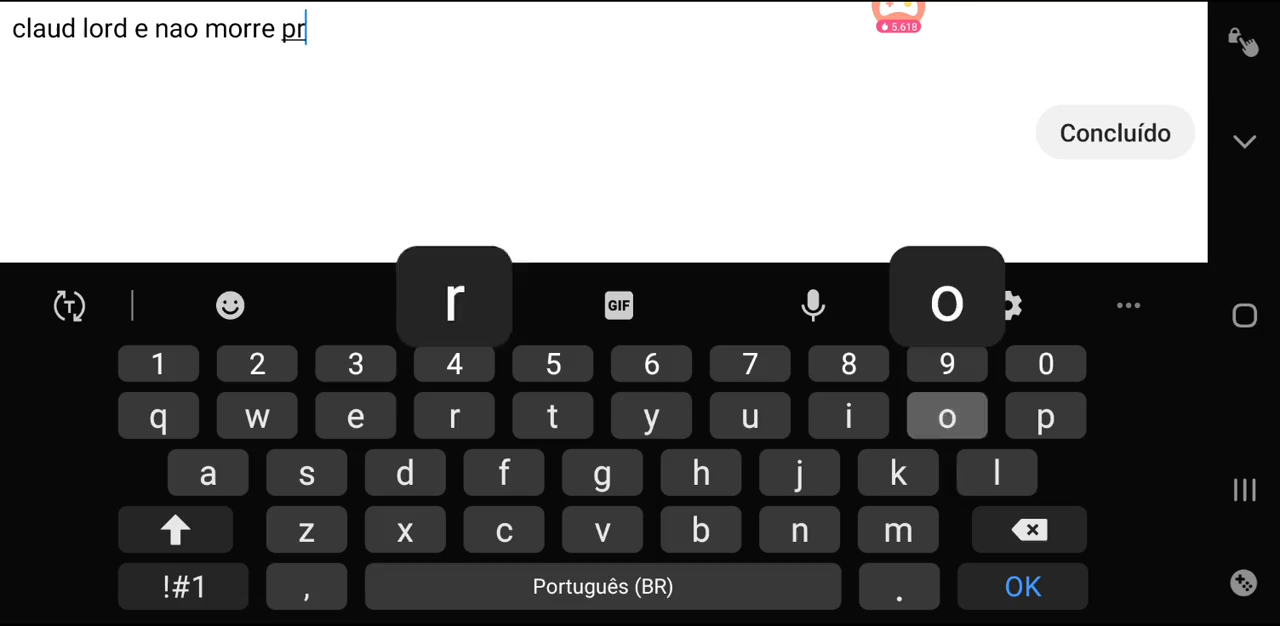 claud lord e nao morre pr
5.618
Concluído
r o
GIF
1 2 3 4 5 6 7 8 9 0
q w e r t y u i o p
a s d f g h j k l
z x c v b n m
!#1 , Português (BR) . OK